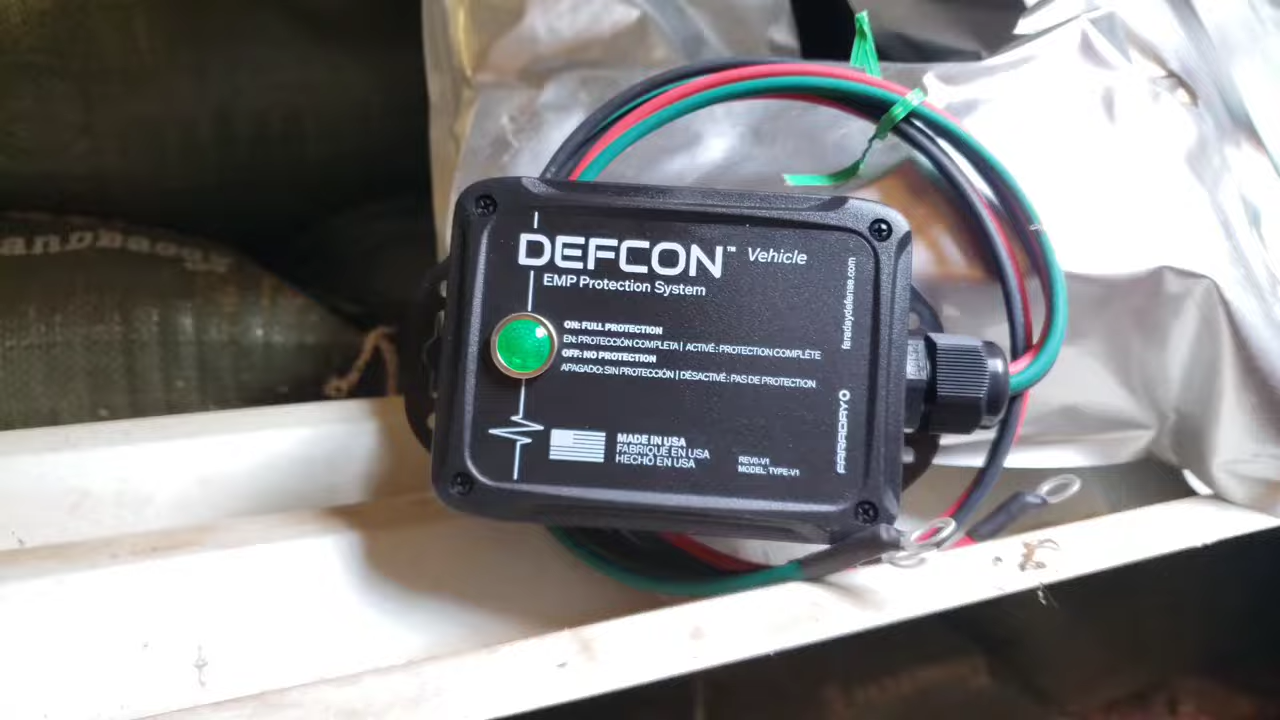 DEFCON™ Vehicle
EMP Protection System
ON: FULL PROTECTION
EN: PROTECCIÓN COMPLETA | ACTIVÉ : PROTECTION COMPLÈTE
OFF: NO PROTECTION
APAGADO: SIN PROTECCIÓN | DÉSACTIVÉ : PAS DE PROTECTION
MADE IN USA
FABRIQUÉ EN USA
HECHO EN USA
REV0-V1
MODEL: TYPE-V1
faradaydefense.com
FARADAY
sandbaggy